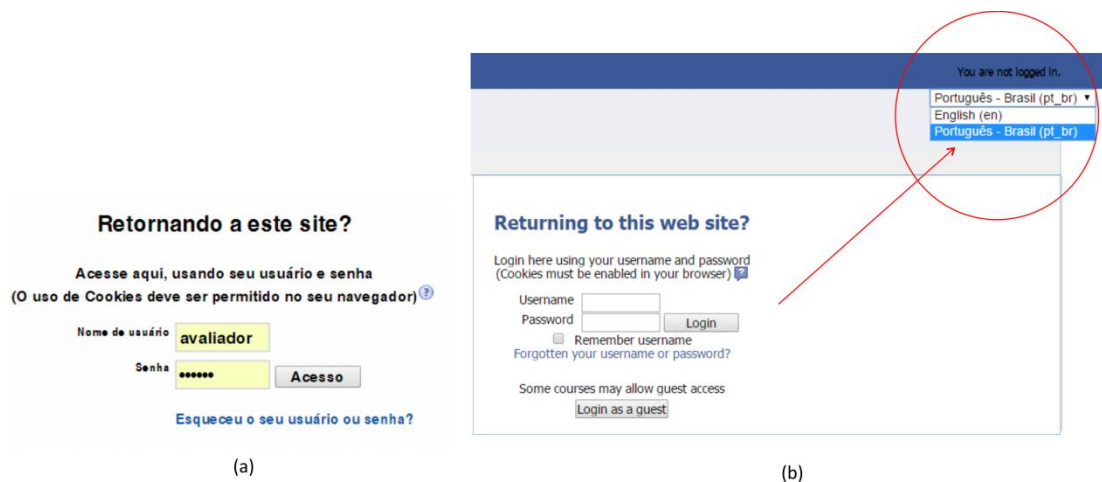 Retornando a este site?
Acesse aqui, usando seu usuário e senha
(O uso de Cookies deve ser permitido no seu navegador)
Nome de usuário
avaliador
Senha
••••••
Acesso
Esqueceu o seu usuário ou senha?
(a)
You are not logged in.
Português - Brasil (pt_br)
English (en)
Português - Brasil (pt_br)
Returning to this web site?
Login here using your username and password
(Cookies must be enabled in your browser)
Username
Password
Login
Remember username
Forgotten your username or password?
Some courses may allow guest access
Login as a guest
(b)